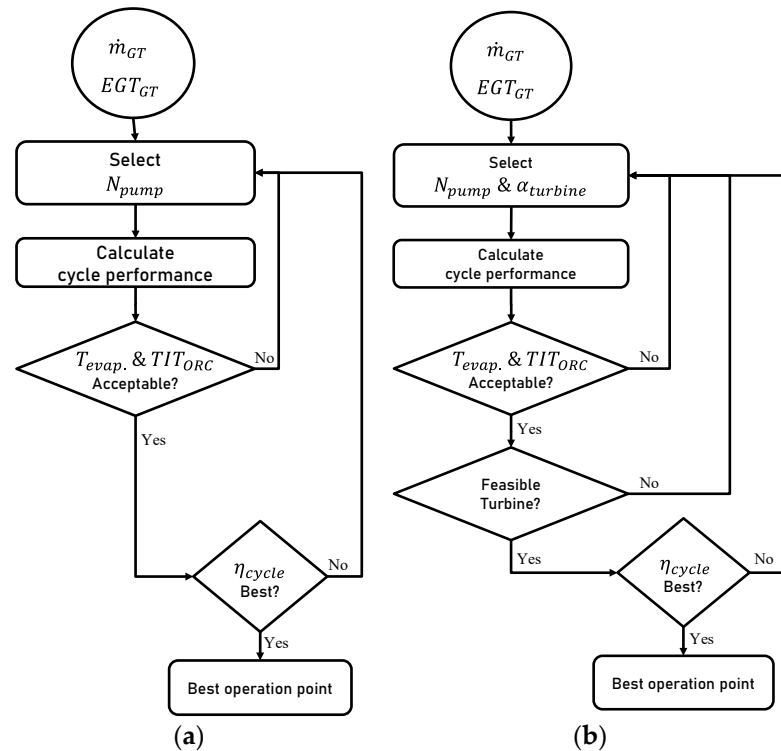 ṁ_GT
EGT_GT
Select
N_pump
Calculate
cycle performance
T_evap. & TIT_ORC
Acceptable?
No
Yes
η_cycle
Best?
No
Yes
Best operation point
(a)
ṁ_GT
EGT_GT
Select
N_pump & α_turbine
Calculate
cycle performance
T_evap. & TIT_ORC
Acceptable?
No
Yes
Feasible
Turbine?
No
Yes
η_cycle
Best?
No
Yes
Best operation point
(b)